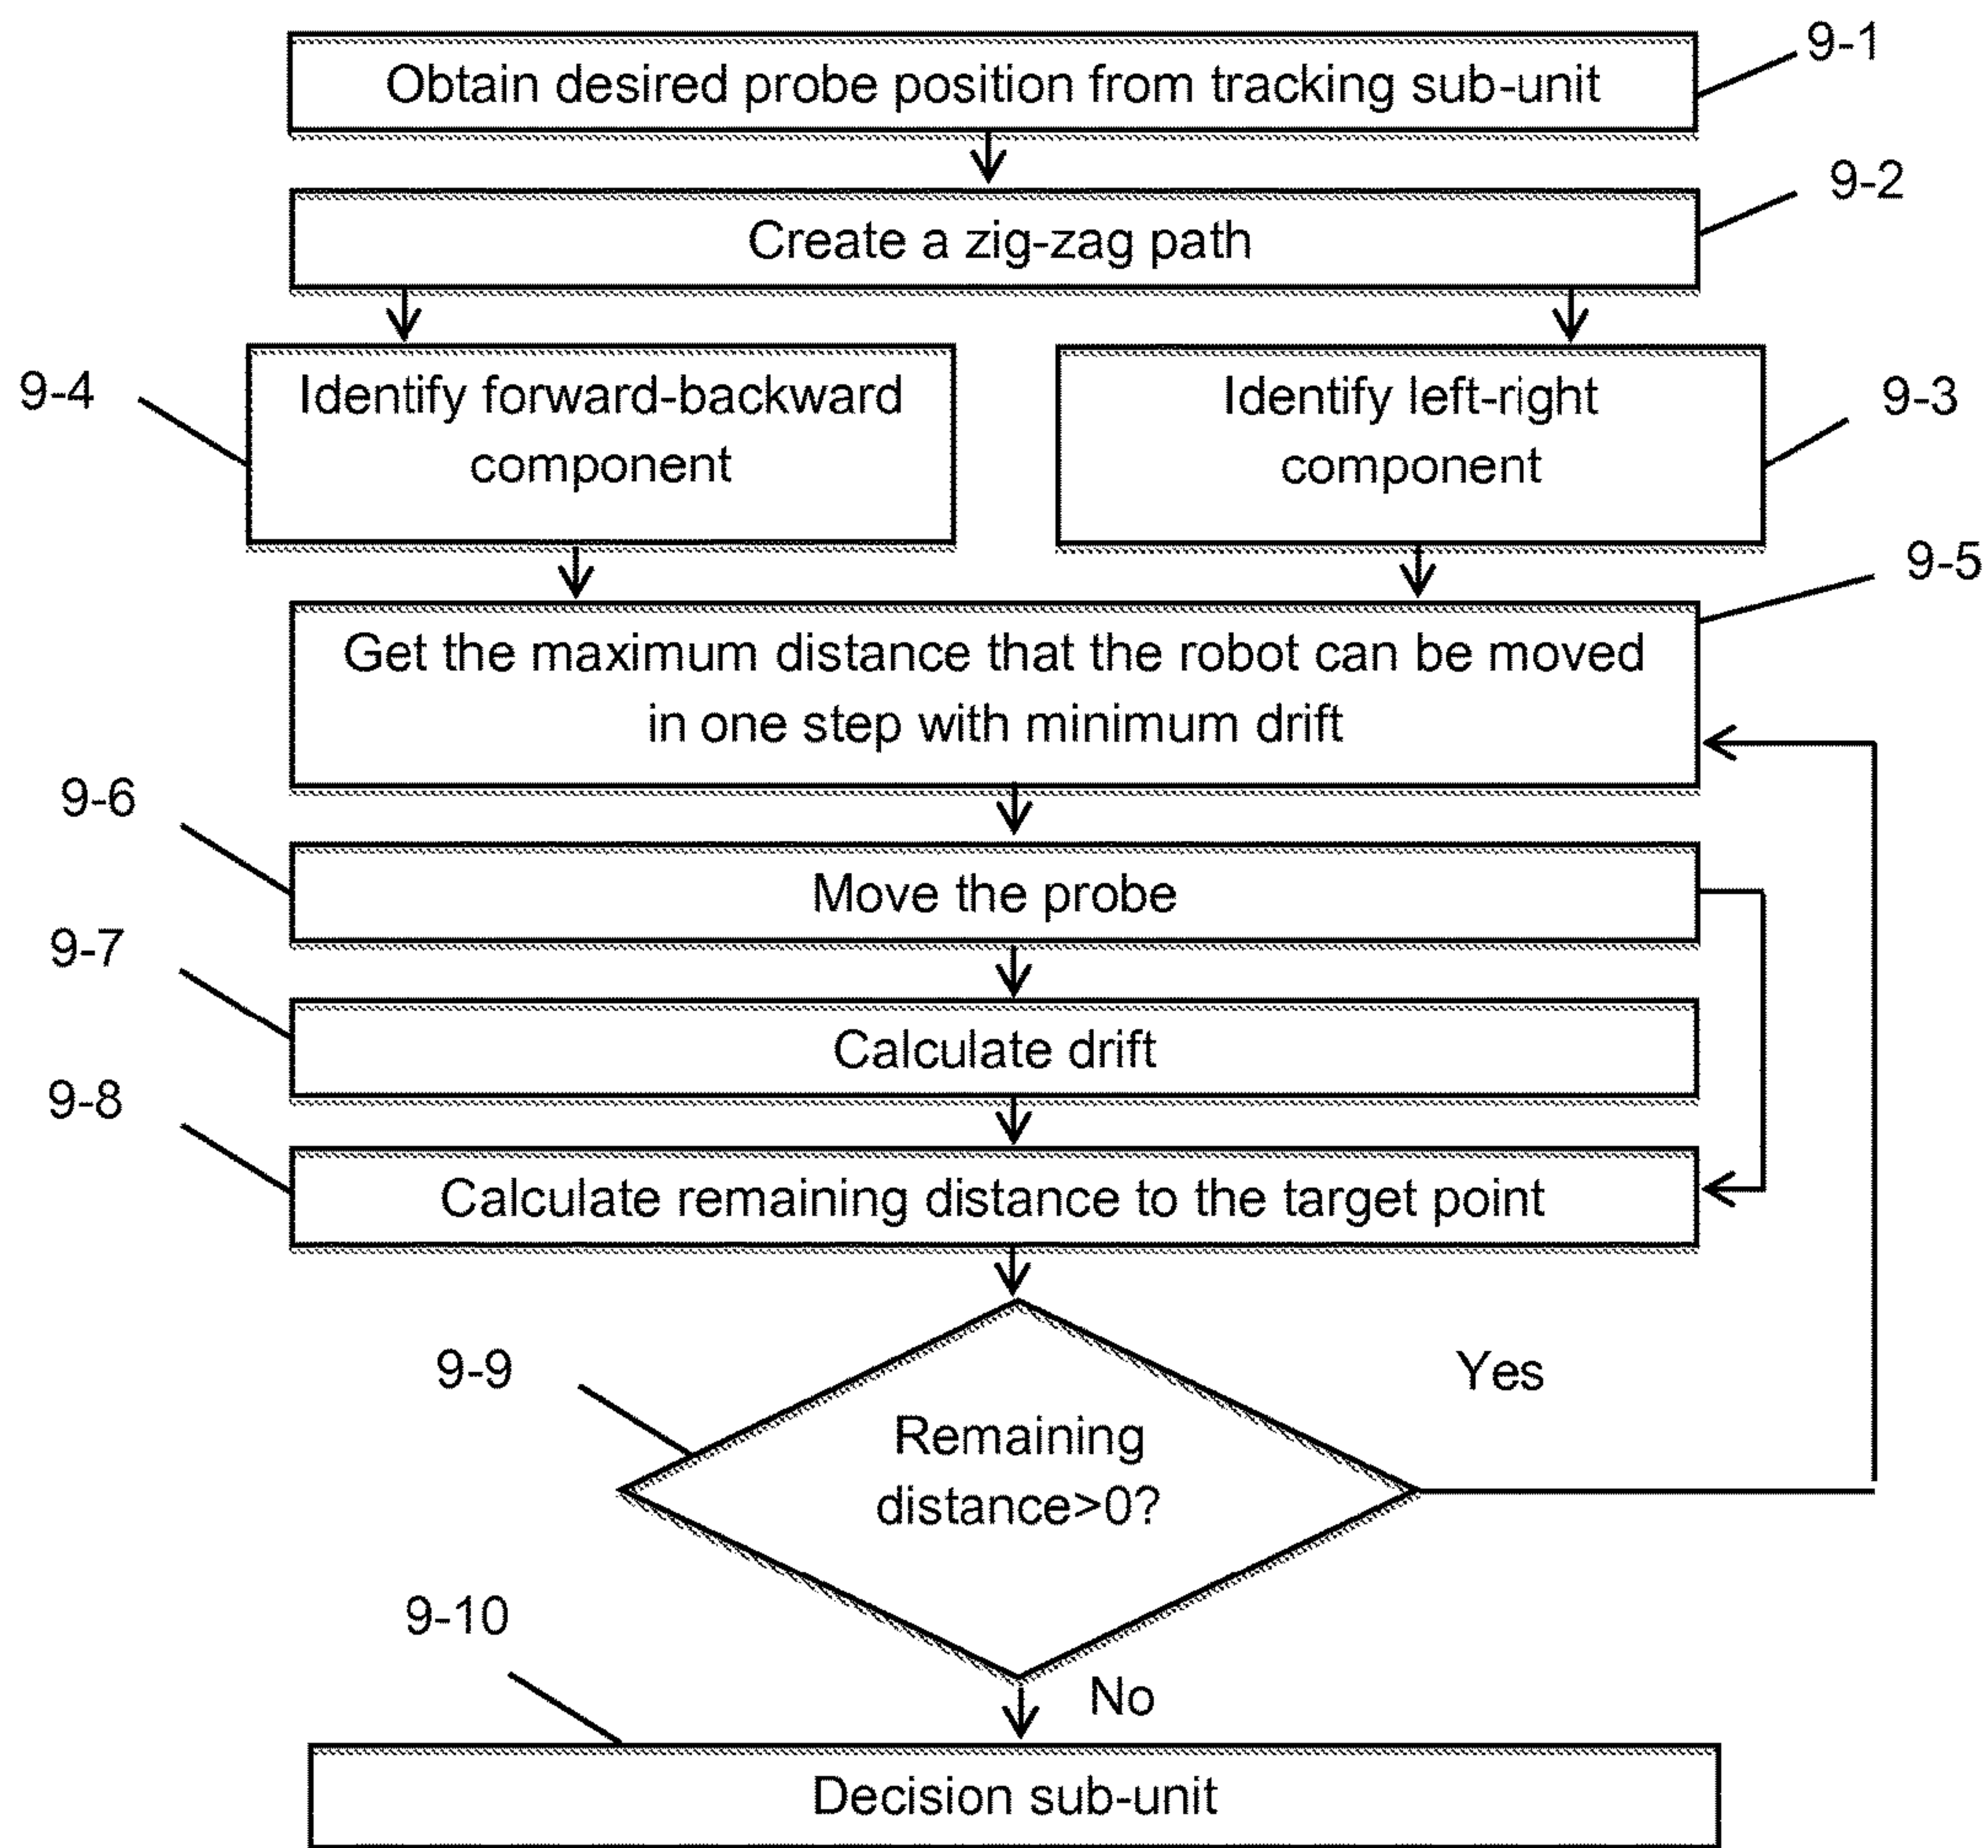 Obtain desired probe position from tracking sub-unit
9-1
Create a zig-zag path
9-2
9-4
Identify forward-backward
component
Identify left-right
component
9-3
Get the maximum distance that the robot can be moved
in one step with minimum drift
9-5
9-6
Move the probe
9-7
Calculate drift
9-8
Calculate remaining distance to the target point
9-9
Remaining
distance>0?
Yes
No
9-10
Decision sub-unit